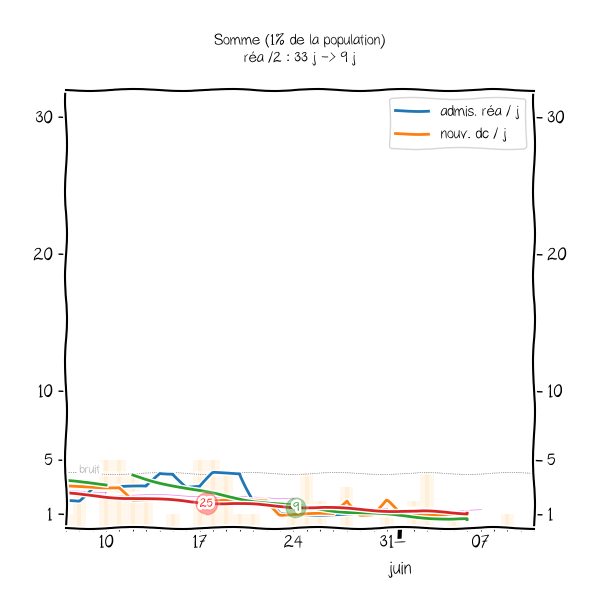 Somme (1% de la population)
réa /2 : 33 j -> 9 j
admis. réa / j
nouv. dc / j
30
30
20
20
10
10
5
5
bruit
25
9
1
1
10
17
24
31
07
juin